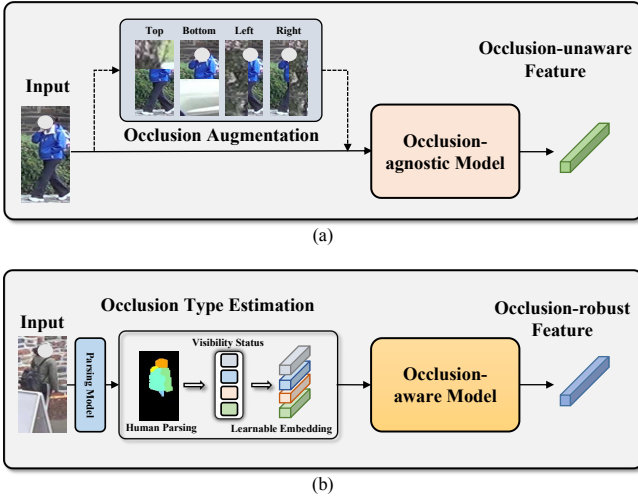 Top Bottom Left Right
Input
Occlusion Augmentation
Occlusion-
agnostic Model
Occlusion-unaware
Feature
(a)
Occlusion Type Estimation
Input
Parsing Model
Visibility Status
Human Parsing
Learnable Embedding
Occlusion-
aware Model
Occlusion-robust
Feature
(b)